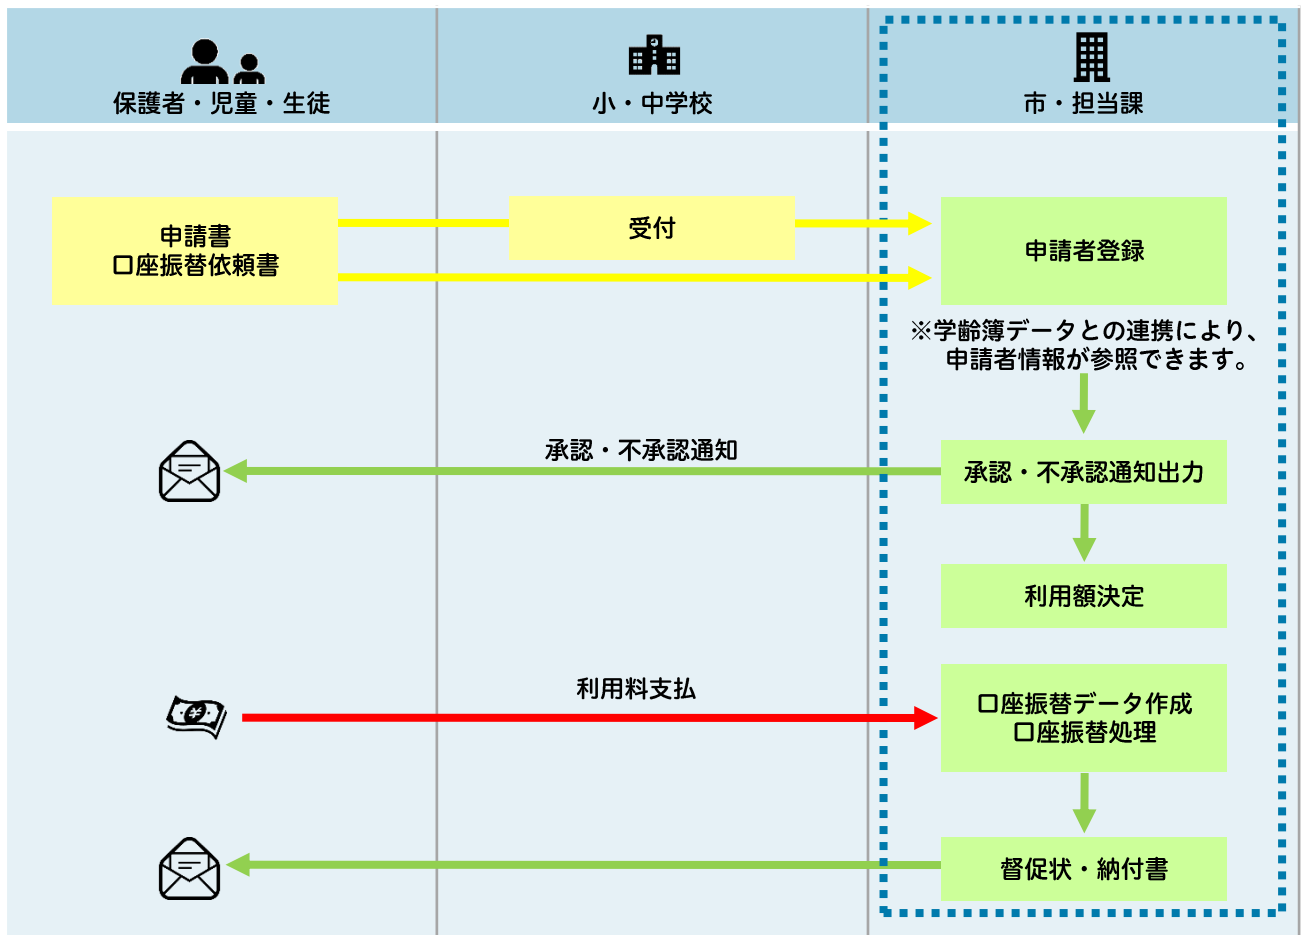 保護者・児童・生徒
小・中学校
市・担当課
申請書
口座振替依頼書
受付
申請者登録
※学齢簿データとの連携により、
申請者情報が参照できます。
承認・不承認通知
承認・不承認通知出力
利用額決定
利用料支払
口座振替データ作成
口座振替処理
督促状・納付書